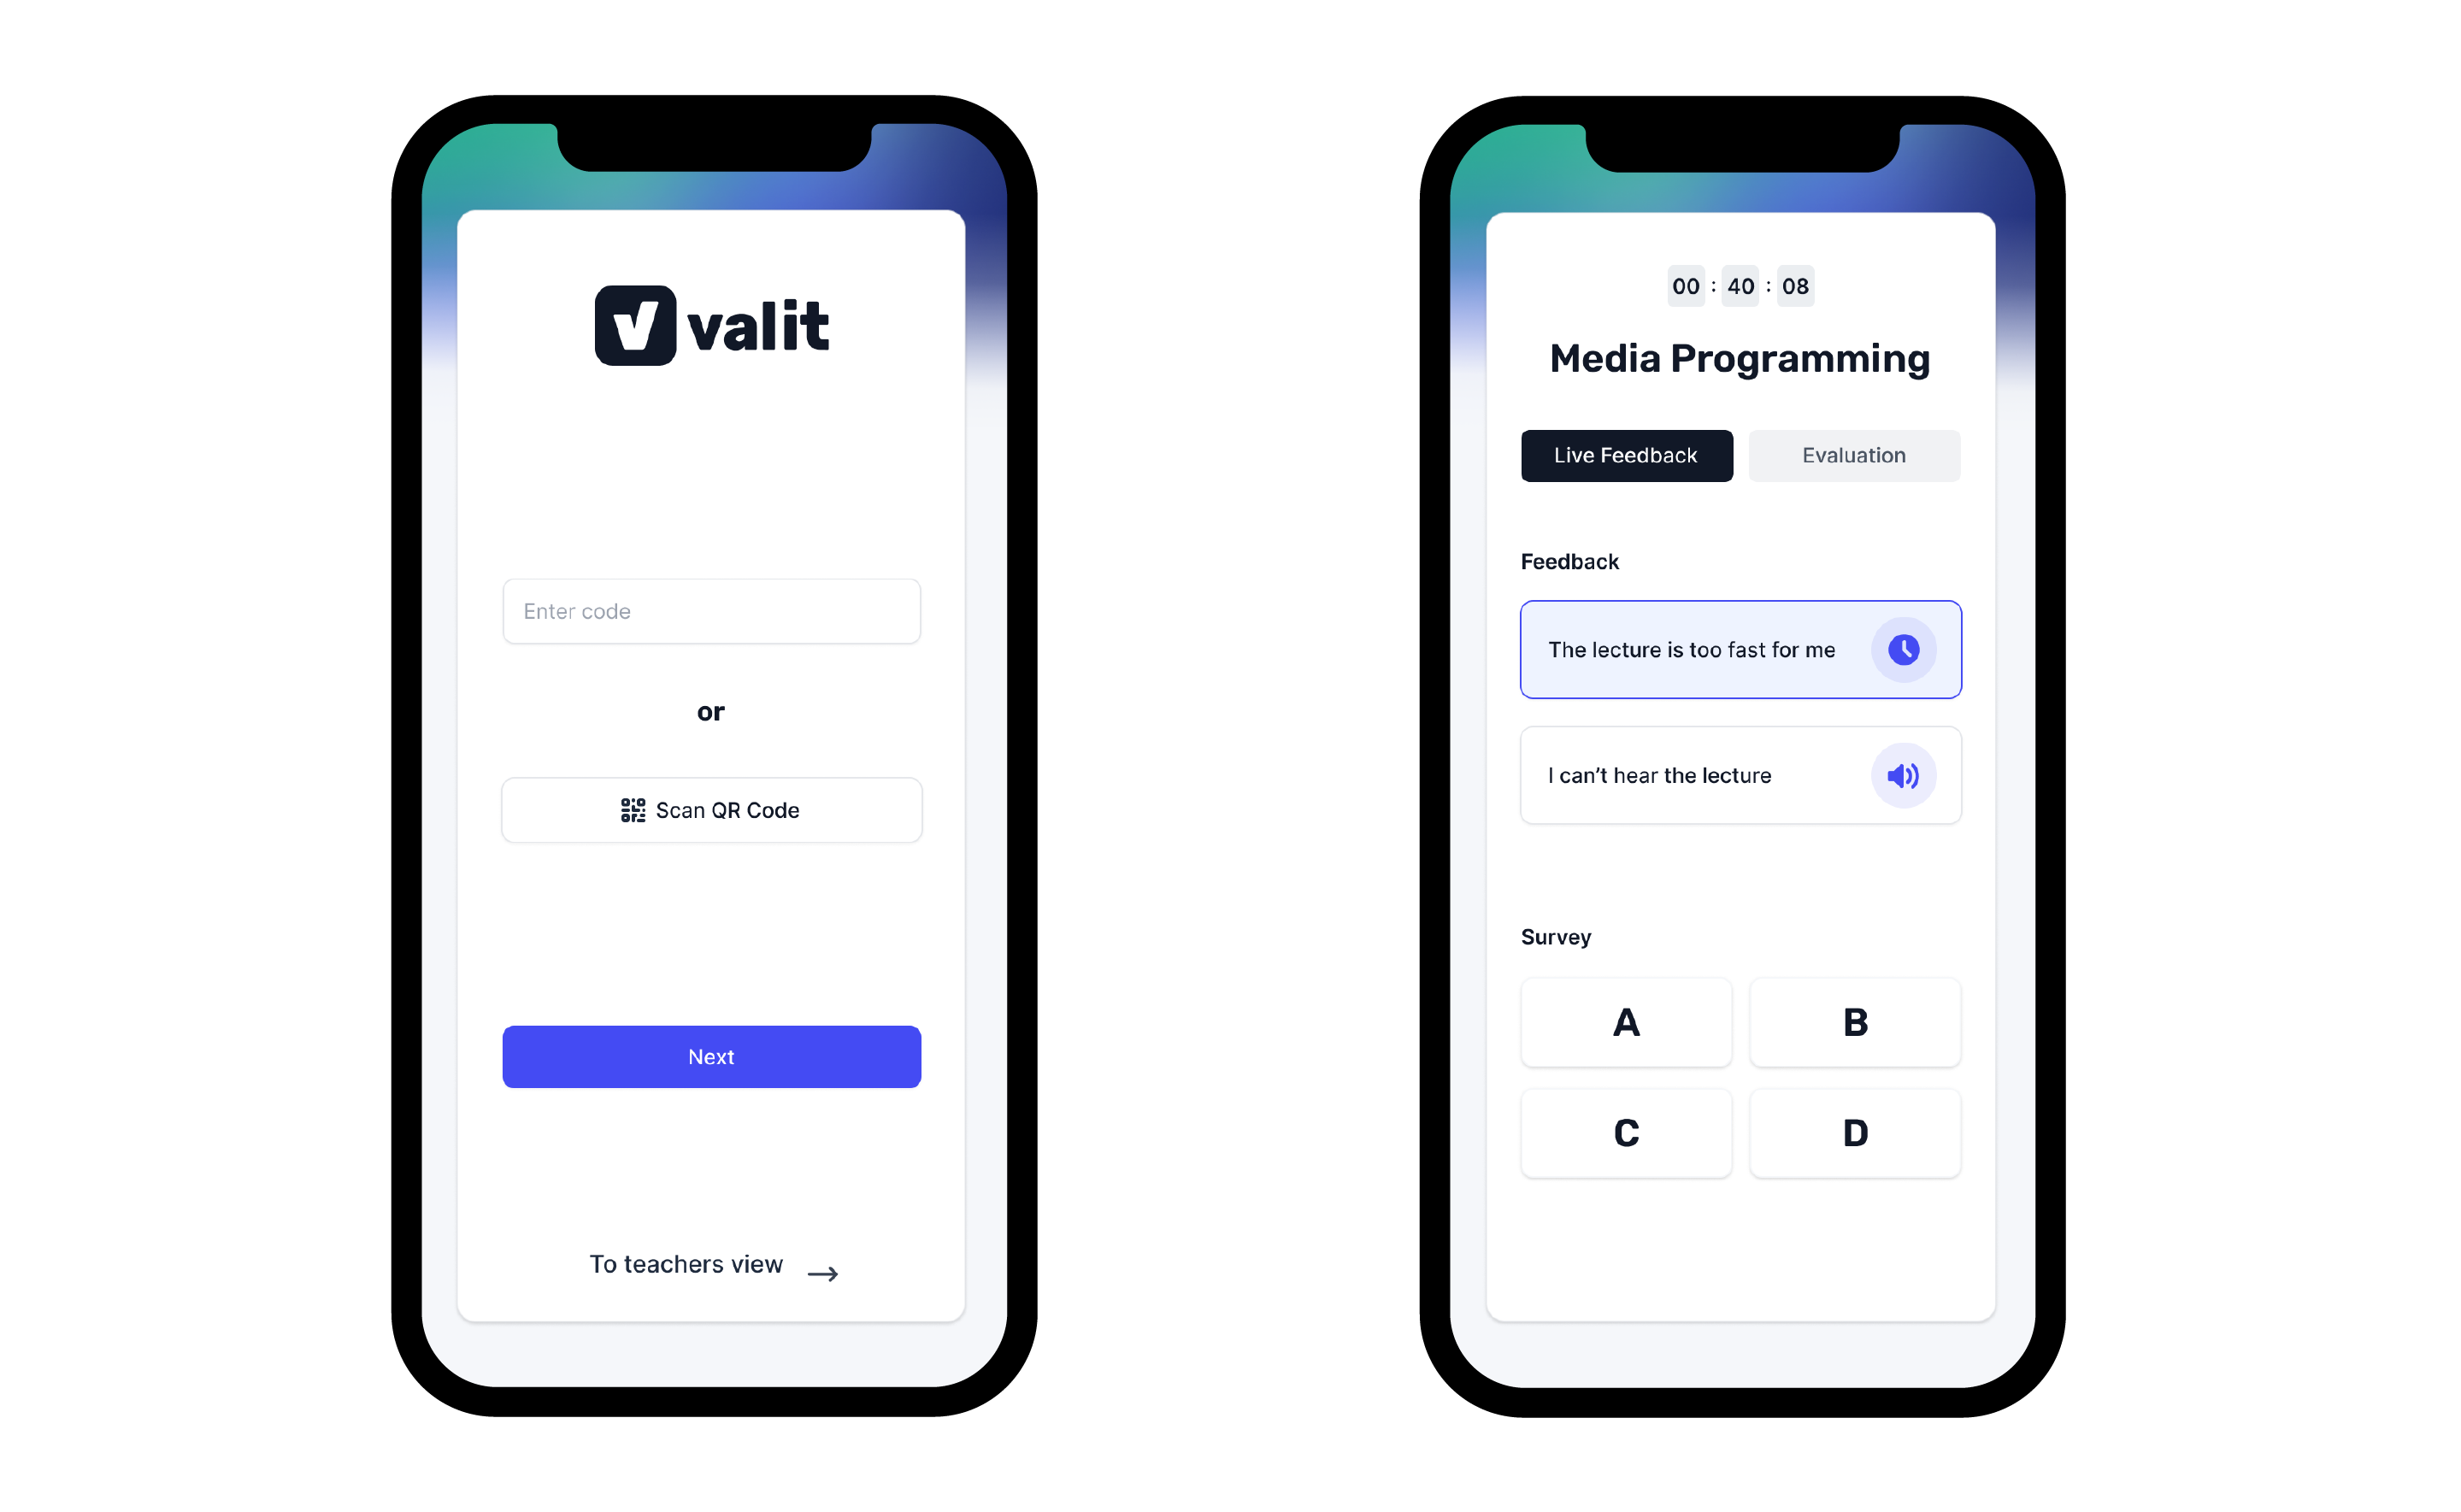 valit
Enter code
or
Scan QR Code
Next
To teachers view
00 : 40 : 08
Media Programming
Live Feedback Evaluation
Feedback
The lecture is too fast for me
I can’t hear the lecture
Survey
A B
C D